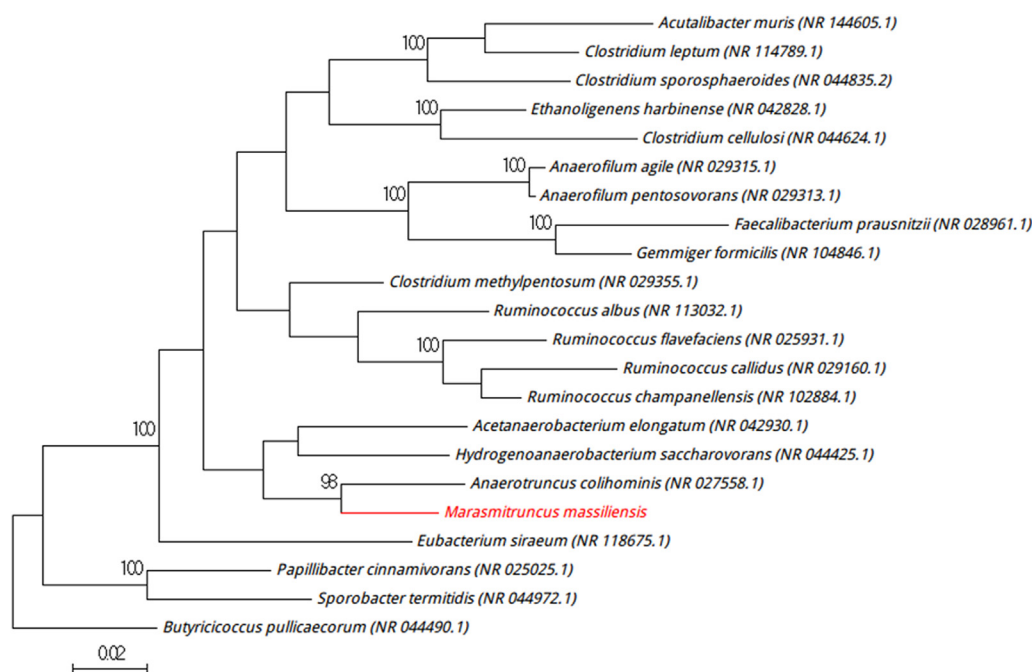 Acutalibacter muris (NR 144605.1)
100
Clostridium leptum (NR 114789.1)
Clostridium sporosphaeroides (NR 044835.2)
100
Ethanoligenens harbinense (NR 042828.1)
Clostridium cellulosi (NR 044624.1)
100
Anaerofilum agile (NR 029315.1)
100
Anaerofilum pentosovorans (NR 029313.1)
100
Faecalibacterium prausnitzii (NR 028961.1)
Gemmiger formicilis (NR 104846.1)
Clostridium methylpentosum (NR 029355.1)
Ruminococcus albus (NR 113032.1)
100
Ruminococcus flavefaciens (NR 025931.1)
Ruminococcus callidus (NR 029160.1)
Ruminococcus champanellensis (NR 102884.1)
100
Acetanaerobacterium elongatum (NR 042930.1)
Hydrogenoanaerobacterium saccharovorans (NR 044425.1)
98
Anaerotruncus colihominis (NR 027558.1)
Marasmitruncus massiliensis
Eubacterium siraeum (NR 118675.1)
100
Papillibacter cinnamivorans (NR 025025.1)
Sporobacter termitidis (NR 044972.1)
Butyricicoccus pullicaecorum (NR 044490.1)
0.02